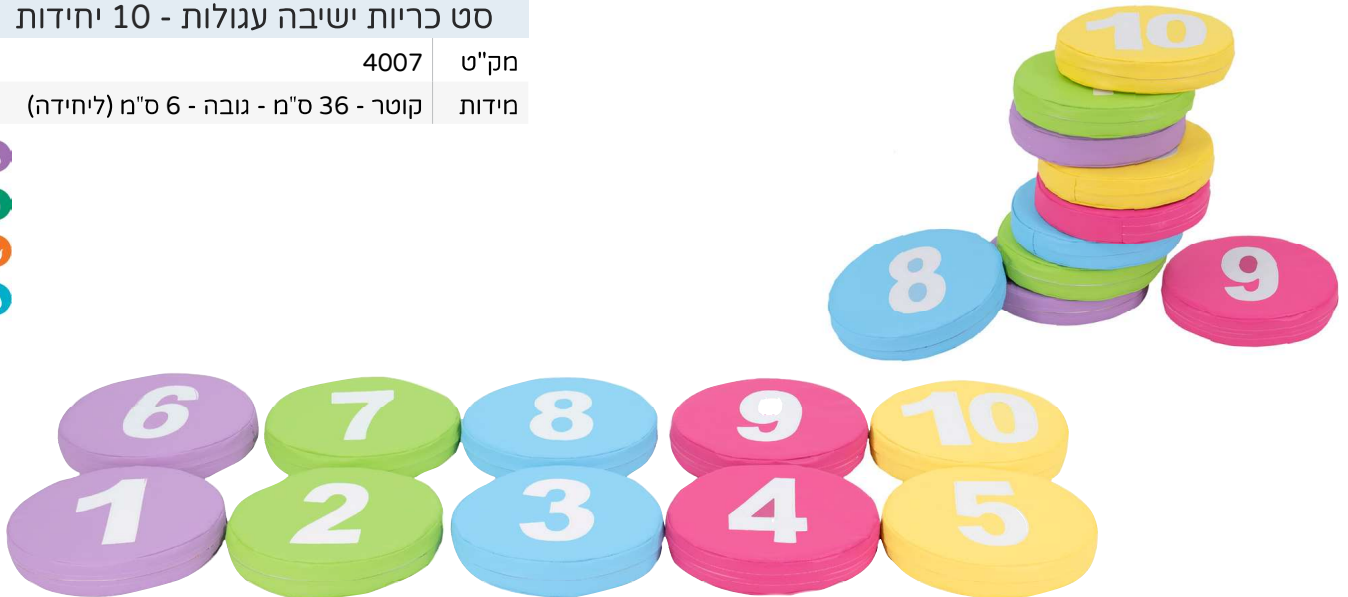 סט כריות ישיבה עגולות - 10 יחידות
מק"ט 4007
מידות קוטר - 36 ס"מ - גובה - 6 ס"מ (ליחידה)
10
8
9
6 7 8 9 10
1 2 3 4 5